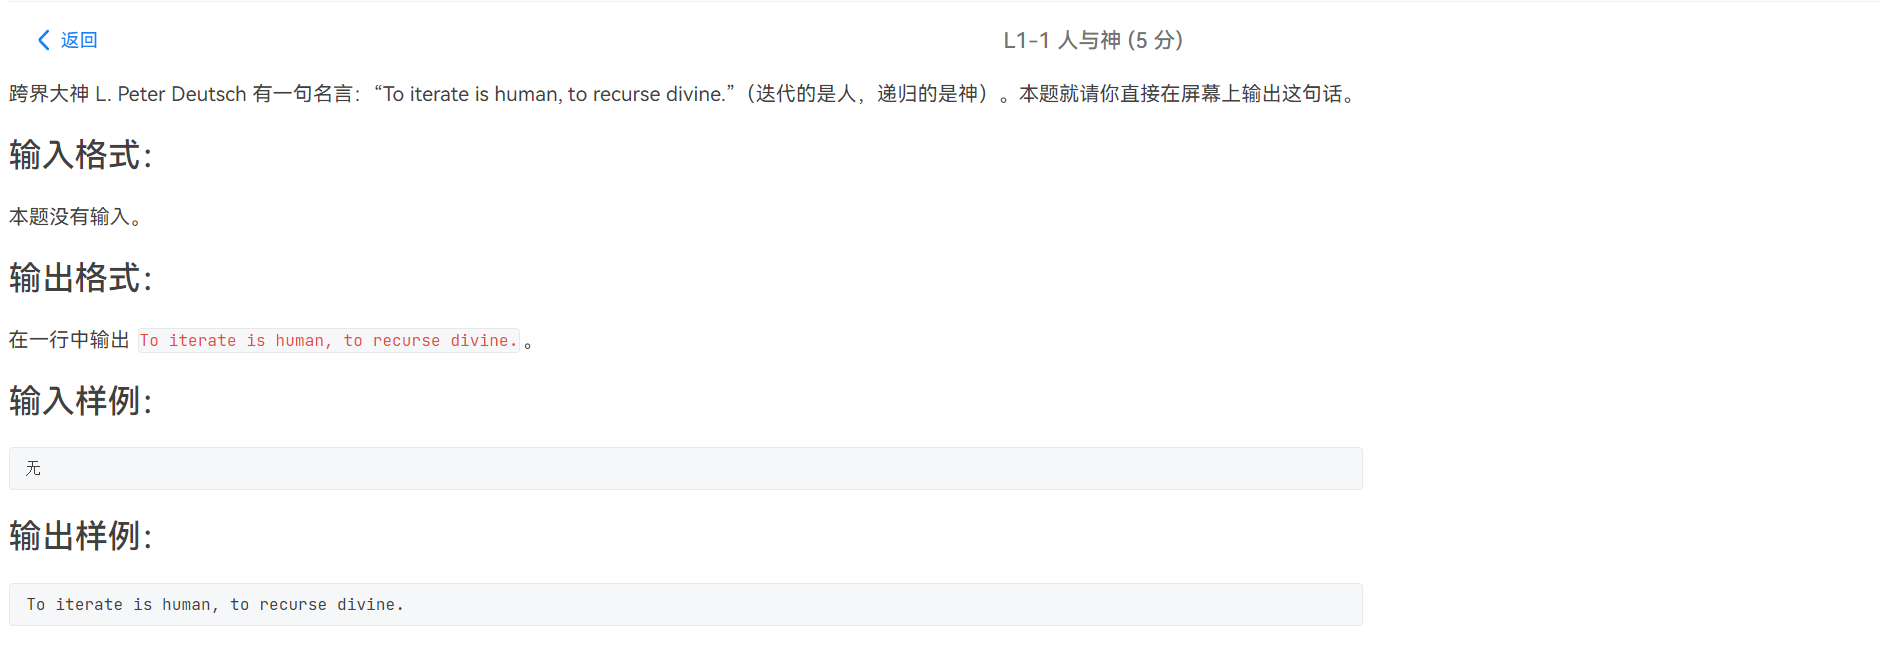 返回
L1-1 人与神 (5 分)
跨界大神 L. Peter Deutsch 有一句名言：“To iterate is human, to recurse divine.”（迭代的是人，递归的是神）。本题就请你直接在屏幕上输出这句话。
输入格式：
本题没有输入。
输出格式：
在一行中输出 To iterate is human, to recurse divine.。
输入样例：
无
输出样例：
To iterate is human, to recurse divine.